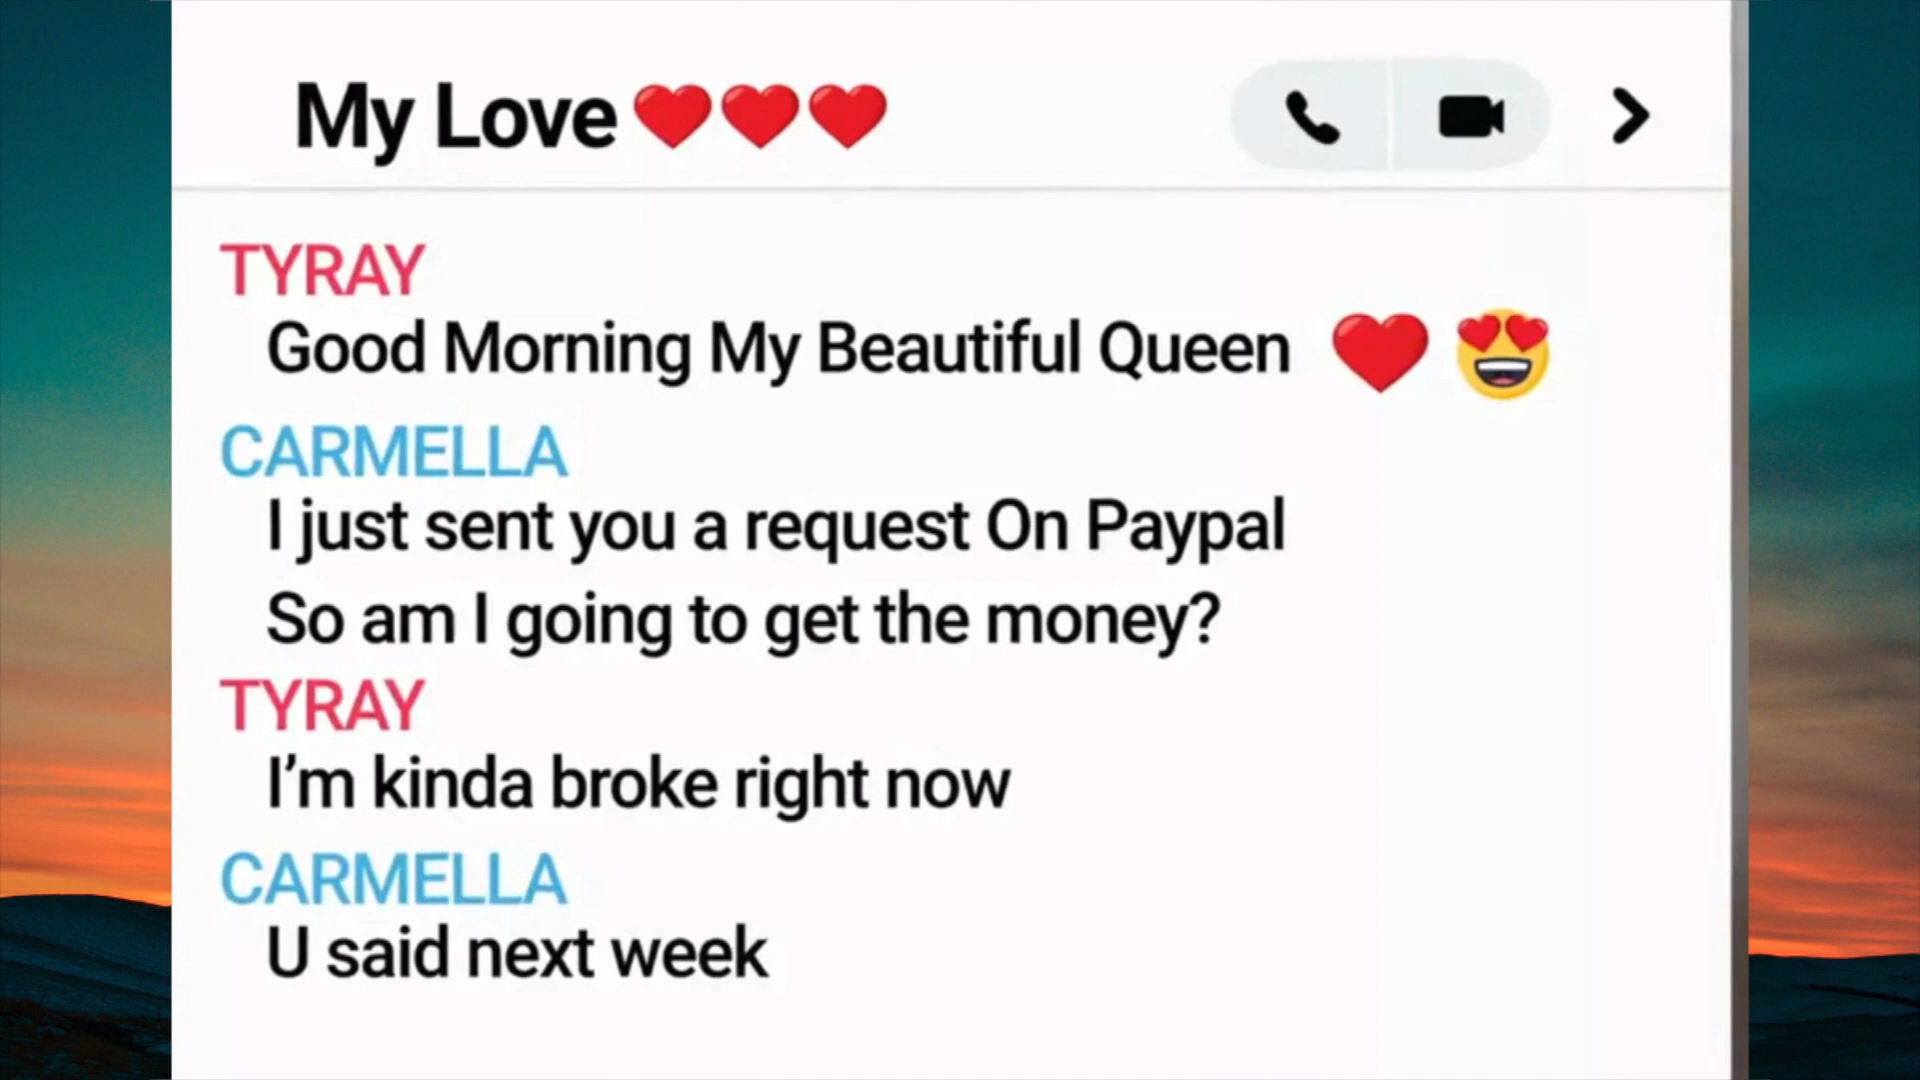 My Love ❤️❤️❤️
TYRAY
Good Morning My Beautiful Queen ❤️ 😍
CARMELLA
I just sent you a request On Paypal
So am I going to get the money?
TYRAY
I’m kinda broke right now
CARMELLA
U said next week